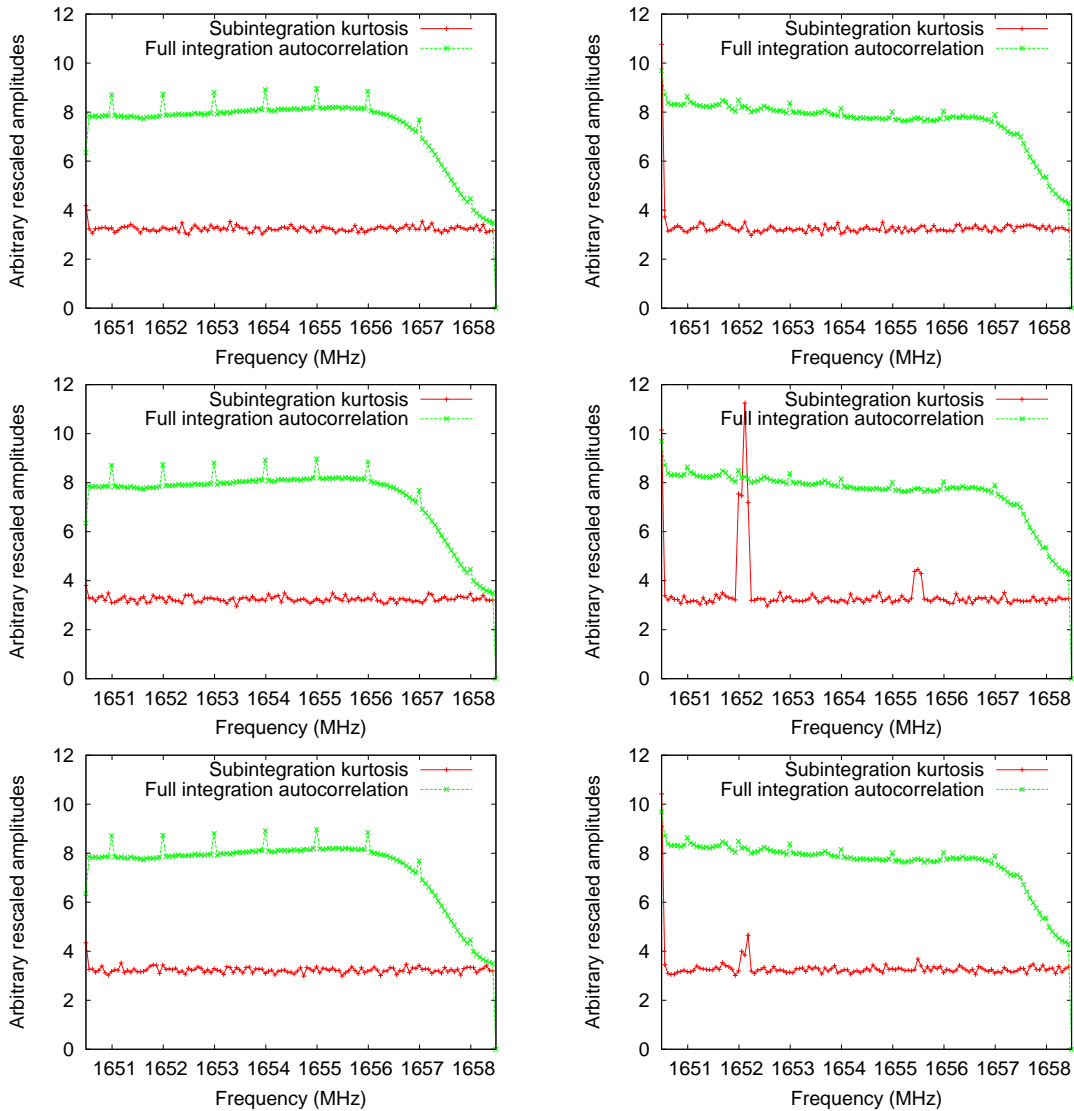 Arbitrary rescaled amplitudes
12
10
8
6
4
2
0
Subintegration kurtosis
Full integration autocorrelation
1651 1652 1653 1654 1655 1656 1657 1658
Frequency (MHz)
Arbitrary rescaled amplitudes
12
10
8
6
4
2
0
Subintegration kurtosis
Full integration autocorrelation
1651 1652 1653 1654 1655 1656 1657 1658
Frequency (MHz)
Arbitrary rescaled amplitudes
12
10
8
6
4
2
0
Subintegration kurtosis
Full integration autocorrelation
1651 1652 1653 1654 1655 1656 1657 1658
Frequency (MHz)
Arbitrary rescaled amplitudes
12
10
8
6
4
2
0
Subintegration kurtosis
Full integration autocorrelation
1651 1652 1653 1654 1655 1656 1657 1658
Frequency (MHz)
Arbitrary rescaled amplitudes
12
10
8
6
4
2
0
Subintegration kurtosis
Full integration autocorrelation
1651 1652 1653 1654 1655 1656 1657 1658
Frequency (MHz)
Arbitrary rescaled amplitudes
12
10
8
6
4
2
0
Subintegration kurtosis
Full integration autocorrelation
1651 1652 1653 1654 1655 1656 1657 1658
Frequency (MHz)